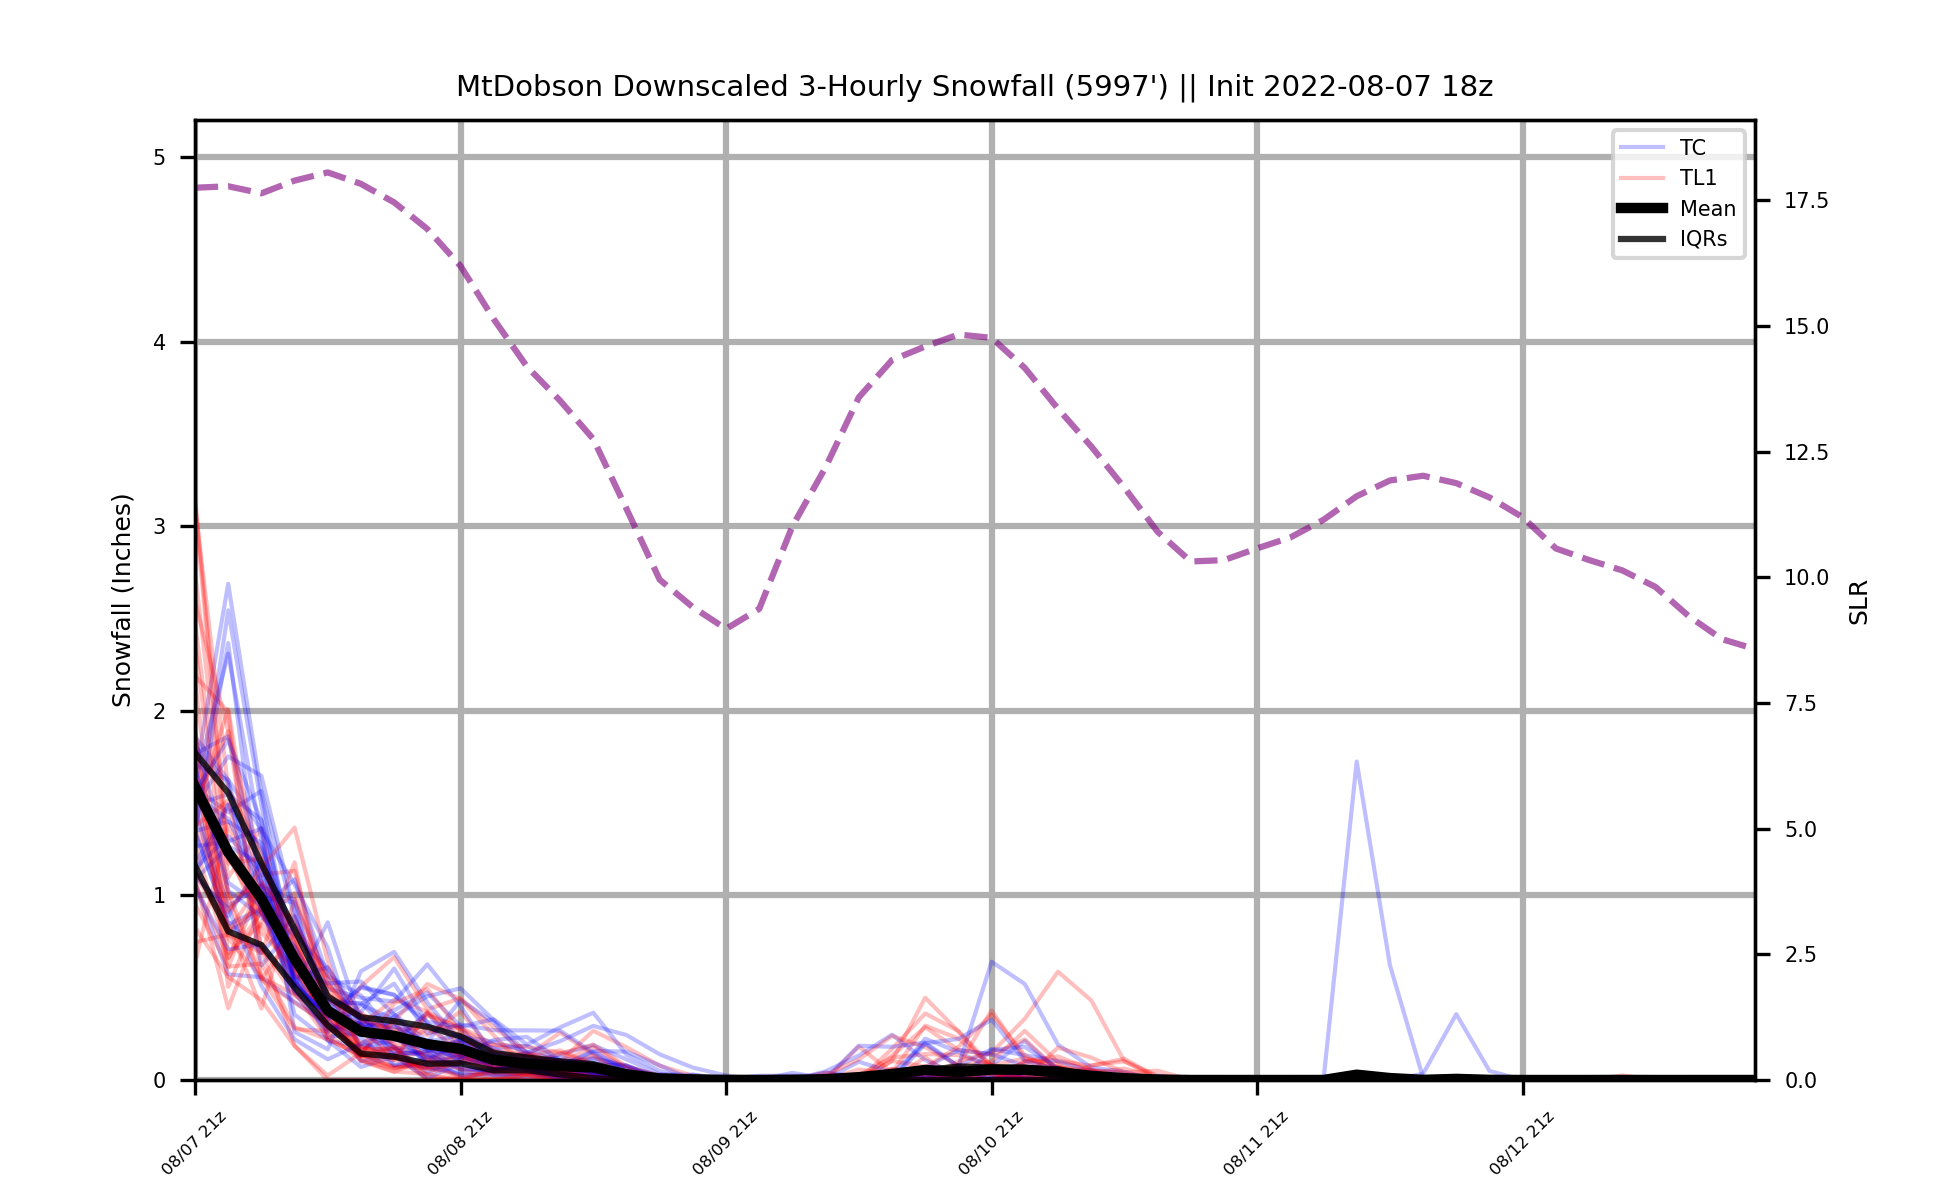 MtDobson Downscaled 3-Hourly Snowfall (5997') || Init 2022-08-07 18z
TC
TL1
Mean
IQRs
Snowfall (Inches)
5
4
3
2
1
0
17.5
15.0
12.5
10.0
7.5
5.0
2.5
0.0
SLR
08/07 21z
08/08 21z
08/09 21z
08/10 21z
08/11 21z
08/12 21z